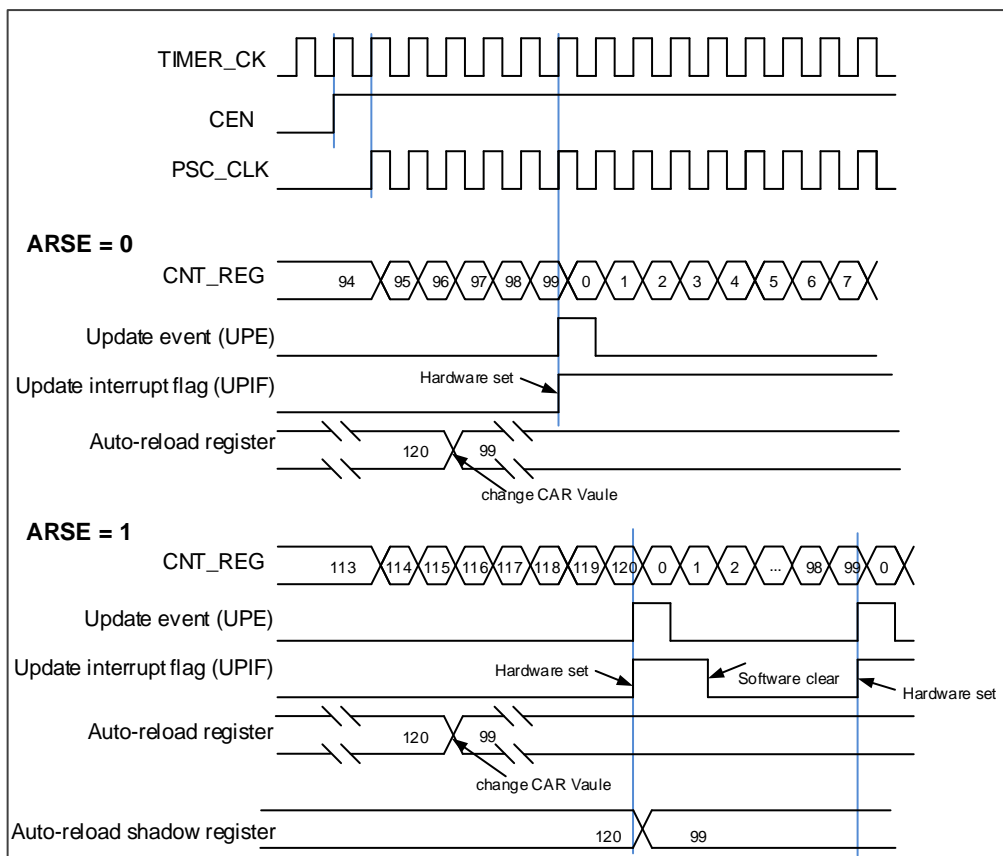 TIMER_CK
CEN
PSC_CLK
ARSE = 0
CNT_REG
94 95 96 97 98 99 0 1 2 3 4 5 6 7
Update event (UPE)
Update interrupt flag (UPIF)
Hardware set
Auto-reload register
120 99
change CAR Vaule
ARSE = 1
CNT_REG
113 114 115 116 117 118 119 120 0 1 2 ... 98 99 0
Update event (UPE)
Update interrupt flag (UPIF)
Hardware set
Software clear
Hardware set
Auto-reload register
120 99
change CAR Vaule
Auto-reload shadow register
120 99